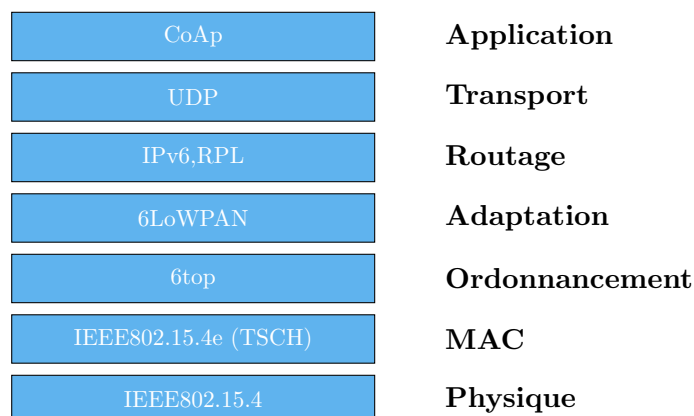 CoAp Application
UDP Transport
IPv6,RPL Routage
6LoWPAN Adaptation
6top Ordonnancement
IEEE802.15.4e (TSCH) MAC
IEEE802.15.4 Physique